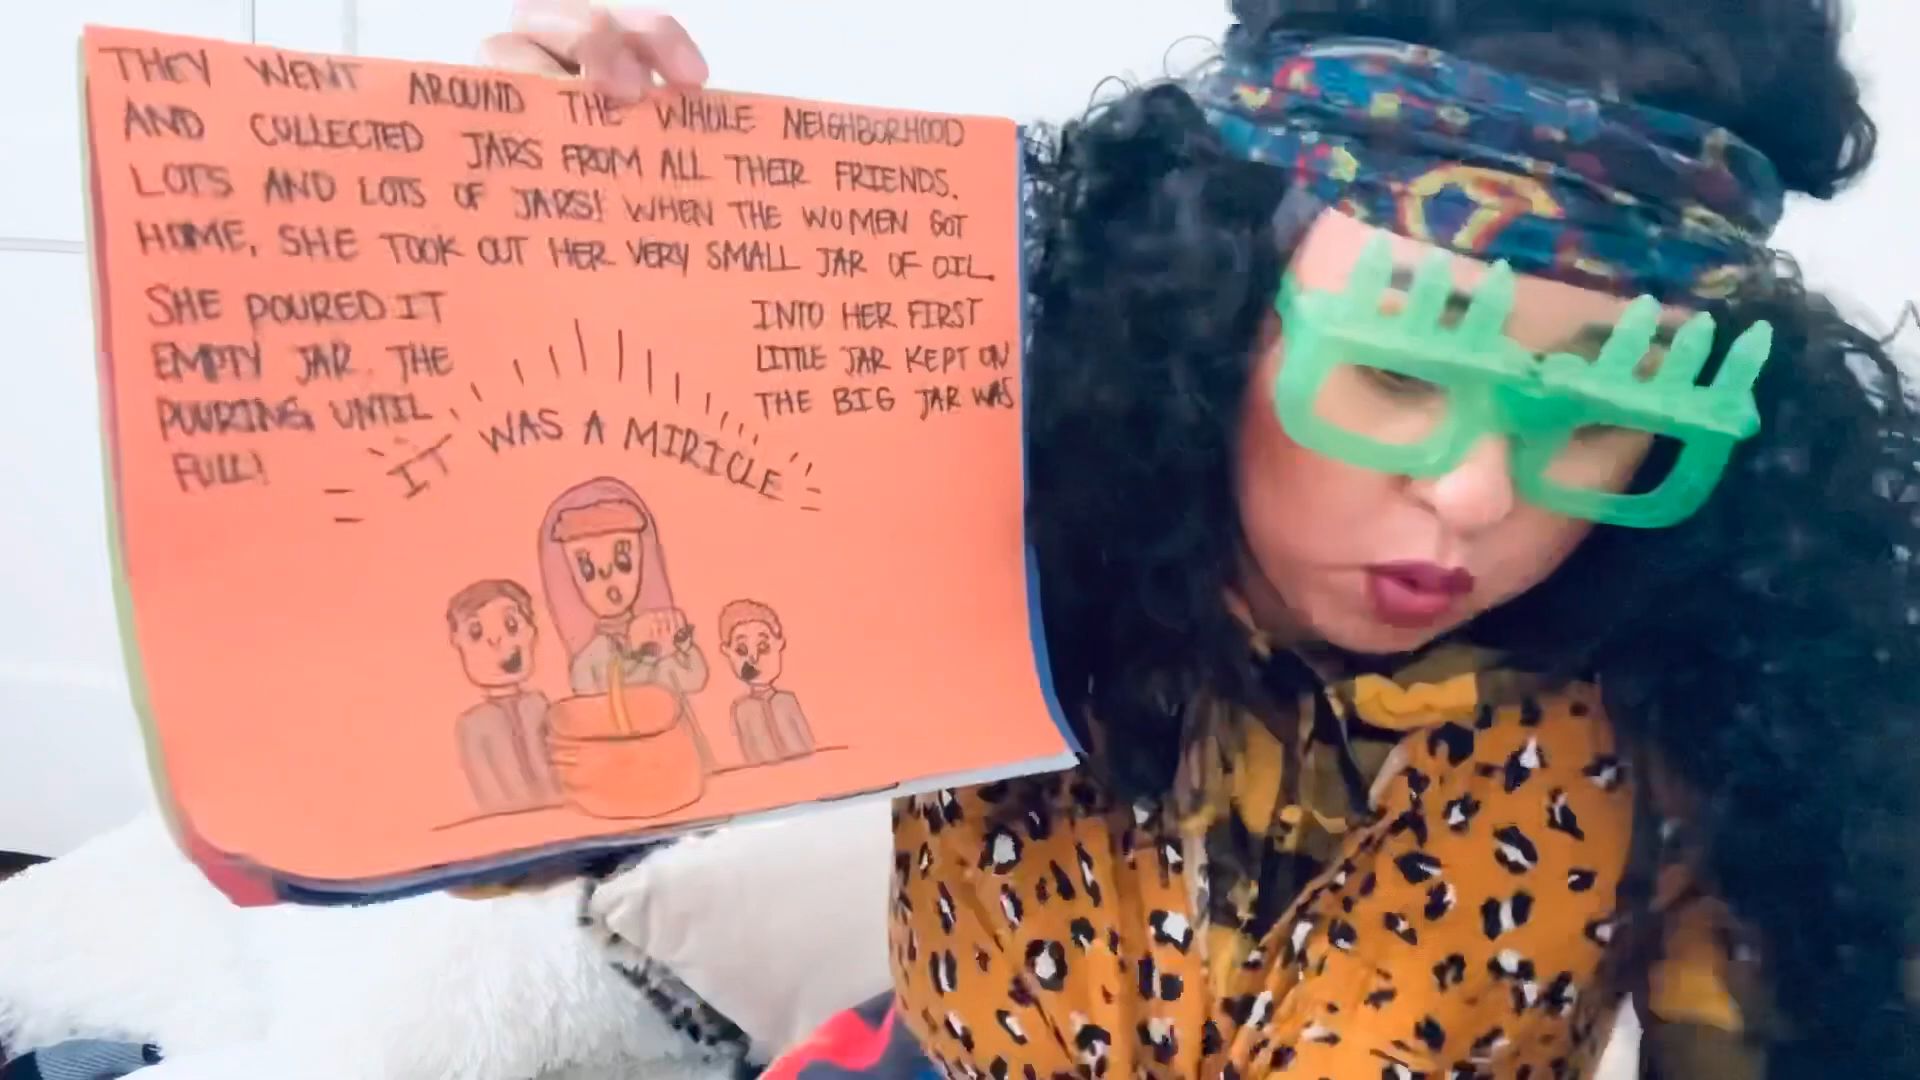 THEY WENT AROUND THE WHOLE NEIGHBORHOOD
AND COLLECTED JARS FROM ALL THEIR FRIENDS.
LOTS AND LOTS OF JARS! WHEN THE WOMEN GOT
HOME, SHE TOOK OUT HER VERY SMALL JAR OF OIL.
SHE POURED IT INTO HER FIRST
EMPTY JAR. THE LITTLE JAR KEPT ON
POURING UNTIL THE BIG JAR WAS
FULL!
IT WAS A MIRICLE